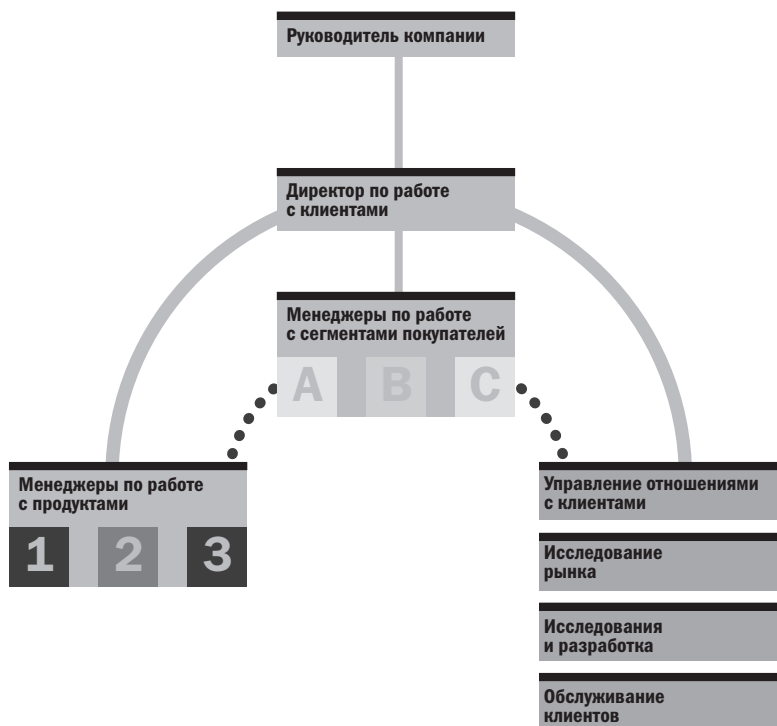 Руководитель компании
Директор по работе
с клиентами
Менеджеры по работе
с сегментами покупателей
A B C
Менеджеры по работе
с продуктами
1 2 3
Управление отношениями
с клиентами
Исследование
рынка
Исследования
и разработка
Обслуживание
клиентов